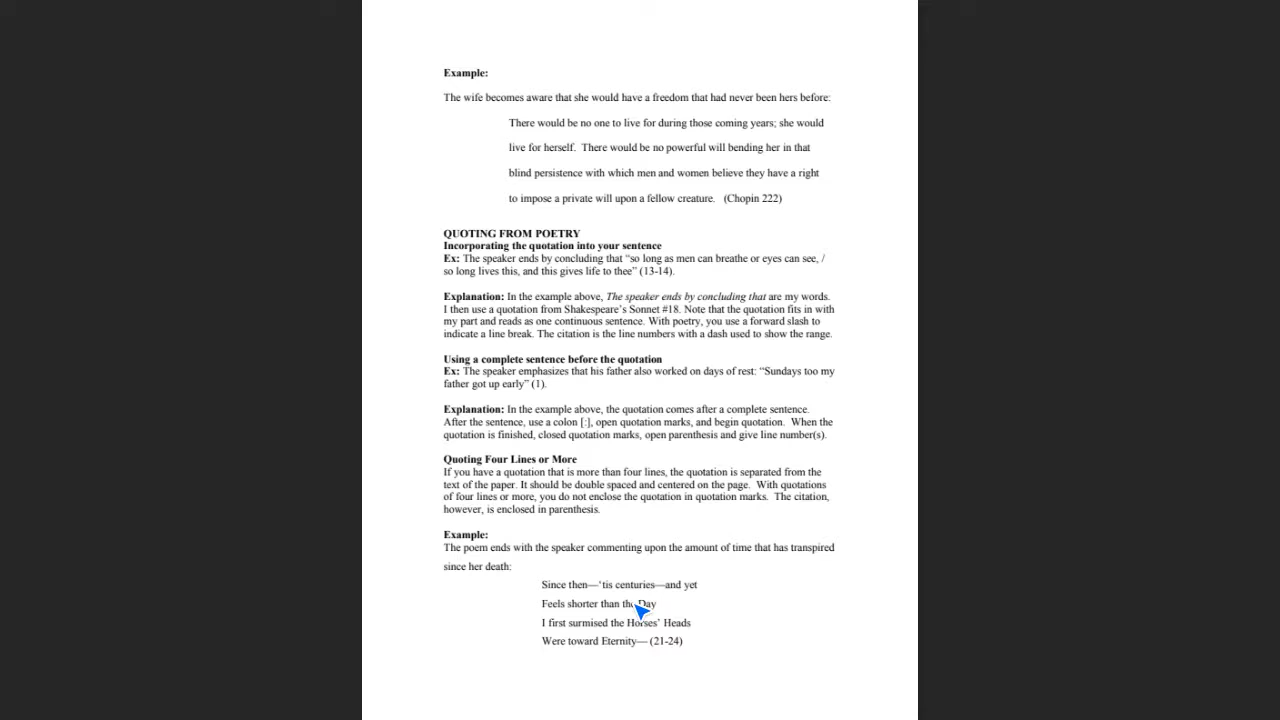 Example:
The wife becomes aware that she would have a freedom that had never been hers before:
There would be no one to live for during those coming years; she would
live for herself.  There would be no powerful will bending her in that
blind persistence with which men and women believe they have a right
to impose a private will upon a fellow creature.   (Chopin 222)
QUOTING FROM POETRY
Incorporating the quotation into your sentence
Ex: The speaker ends by concluding that “so long as men can breathe or eyes can see, /
so long lives this, and this gives life to thee” (13-14).
Explanation: In the example above, The speaker ends by concluding that are my words.
I then use a quotation from Shakespeare’s Sonnet #18. Note that the quotation fits in with
my part and reads as one continuous sentence. With poetry, you use a forward slash to
indicate a line break. The citation is the line numbers with a dash used to show the range.
Using a complete sentence before the quotation
Ex: The speaker emphasizes that his father also worked on days of rest: “Sundays too my
father got up early” (1).
Explanation: In the example above, the quotation comes after a complete sentence.
After the sentence, use a colon [:], open quotation marks, and begin quotation.  When the
quotation is finished, closed quotation marks, open parenthesis and give line number(s).
Quoting Four Lines or More
If you have a quotation that is more than four lines, the quotation is separated from the
text of the paper. It should be double spaced and centered on the page.  With quotations
of four lines or more, you do not enclose the quotation in quotation marks.  The citation,
however, is enclosed in parenthesis.
Example:
The poem ends with the speaker commenting upon the amount of time that has transpired
since her death:
Since then—‘tis centuries—and yet
Feels shorter than the Day
I first surmised the Horses’ Heads
Were toward Eternity— (21-24)